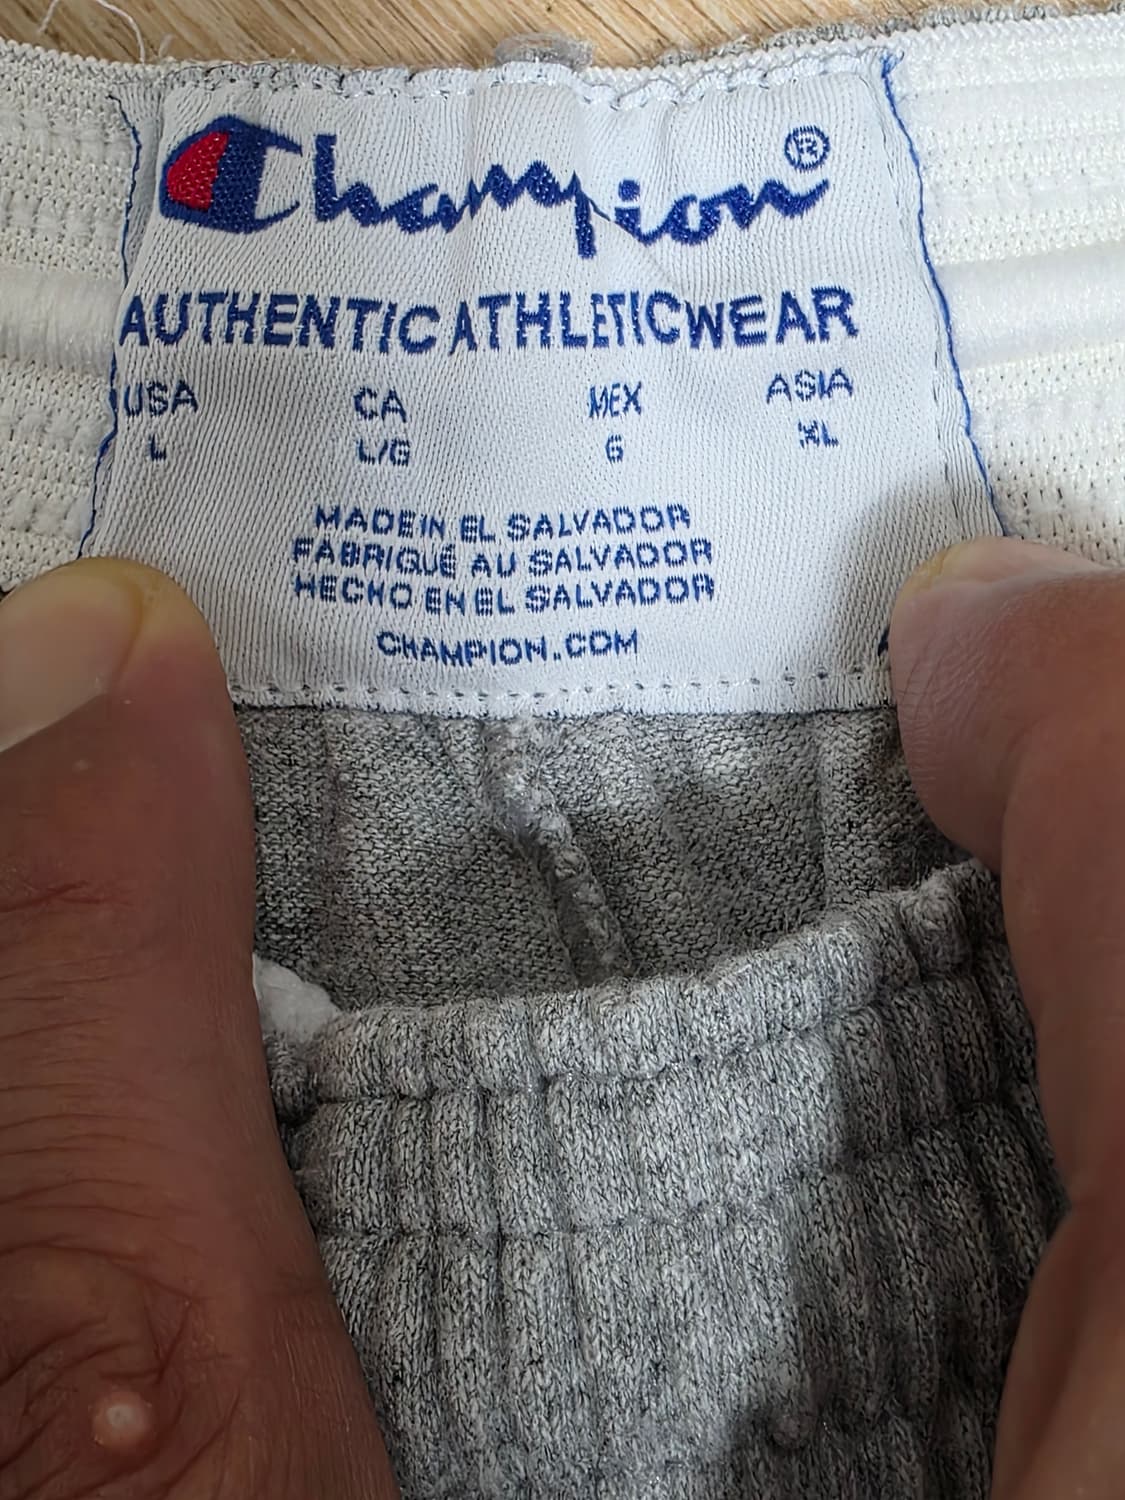 Champion®
AUTHENTIC ATHLETICWEAR
USA CA MEX ASIA
L L/G G XL
MADE IN EL SALVADOR
FABRIQUÉ AU SALVADOR
HECHO EN EL SALVADOR
CHAMPION.COM